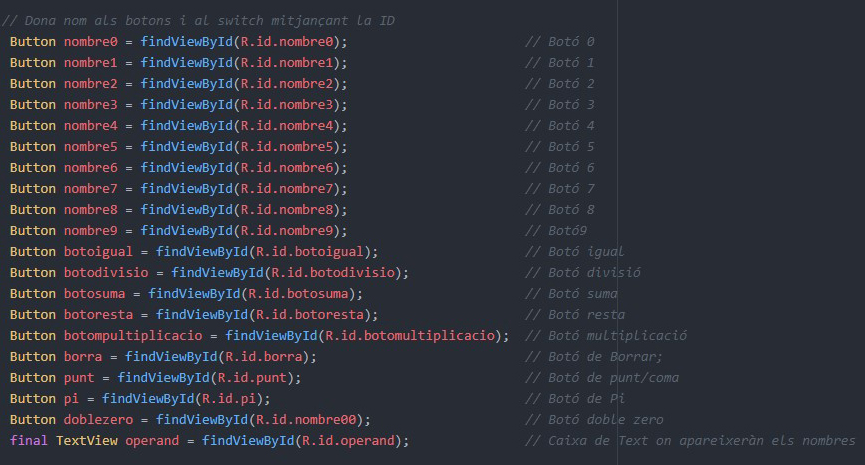 // Dona nom als botons i al switch mitjançant la ID
Button nombre0 = findViewById(R.id.nombre0); // Botó 0
Button nombre1 = findViewById(R.id.nombre1); // Botó 1
Button nombre2 = findViewById(R.id.nombre2); // Botó 2
Button nombre3 = findViewById(R.id.nombre3); // Botó 3
Button nombre4 = findViewById(R.id.nombre4); // Botó 4
Button nombre5 = findViewById(R.id.nombre5); // Botó 5
Button nombre6 = findViewById(R.id.nombre6); // Botó 6
Button nombre7 = findViewById(R.id.nombre7); // Botó 7
Button nombre8 = findViewById(R.id.nombre8); // Botó 8
Button nombre9 = findViewById(R.id.nombre9); // Botó9
Button botoigual = findViewById(R.id.botoigual); // Botó igual
Button botodivisio = findViewById(R.id.botodivisio); // Botó divisió
Button botosuma = findViewById(R.id.botosuma); // Botó suma
Button botoresta = findViewById(R.id.botoresta); // Botó resta
Button botompultiplicacio = findViewById(R.id.botomultiplicacio); // Botó multiplicació
Button borra = findViewById(R.id.borra); // Botó de Borrar;
Button punt = findViewById(R.id.punt); // Botó de punt/coma
Button pi = findViewById(R.id.pi); // Botó de Pi
Button doblezero = findViewById(R.id.nombre00); // Botó doble zero
final TextView operand = findViewById(R.id.operand); // Caixa de Text on apareixeràn els nombres